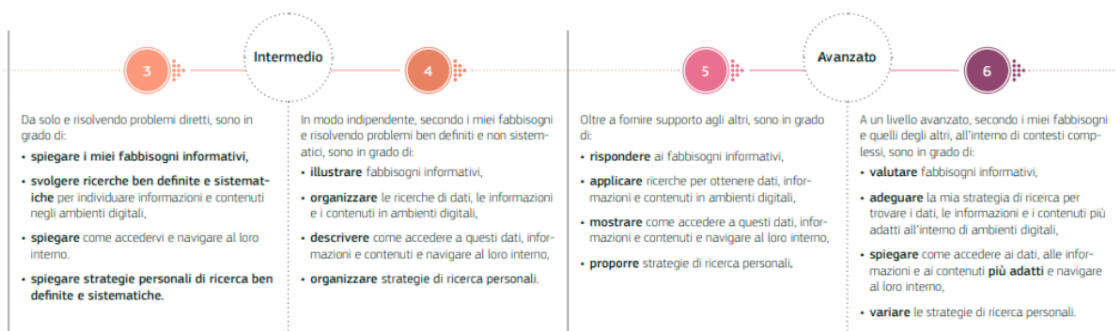 Intermedio
3
4
Da solo e risolvendo problemi diretti, sono in
grado di:
• spiegare i miei fabbisogni informativi,
• svolgere ricerche ben definite e sistemat-
iche per individuare informazioni e contenuti
negli ambienti digitali,
• spiegare come accedervi e navigare al loro
interno.
• spiegare strategie personali di ricerca ben
definite e sistematiche.
In modo indipendente, secondo i miei fabbisogni
e risolvendo problemi ben definiti e non sistem-
atici, sono in grado di:
• illustrare fabbisogni informativi,
• organizzare le ricerche di dati, le informazioni
e i contenuti in ambienti digitali,
• descrivere come accedere a questi dati, infor-
mazioni e contenuti e navigare al loro interno,
• organizzare strategie di ricerca personali.
Avanzato
5
6
Oltre a fornire supporto agli altri, sono in grado
di:
• rispondere ai fabbisogni informativi,
• applicare ricerche per ottenere dati, infor-
mazioni e contenuti in ambienti digitali,
• mostrare come accedere a questi dati, infor-
mazioni e contenuti e navigare al loro interno,
• proporre strategie di ricerca personali.
A un livello avanzato, secondo i miei fabbisogni
e quelli degli altri, all'interno di contesti comp-
lessi, sono in grado di:
• valutare fabbisogni informativi,
• adeguare la mia strategia di ricerca per
trovare i dati, le informazioni e i contenuti più
adatti all'interno di ambienti digitali,
• spiegare come accedere ai dati, alle infor-
mazioni e ai contenuti più adatti e navigare
al loro interno,
• variare le strategie di ricerca personali.